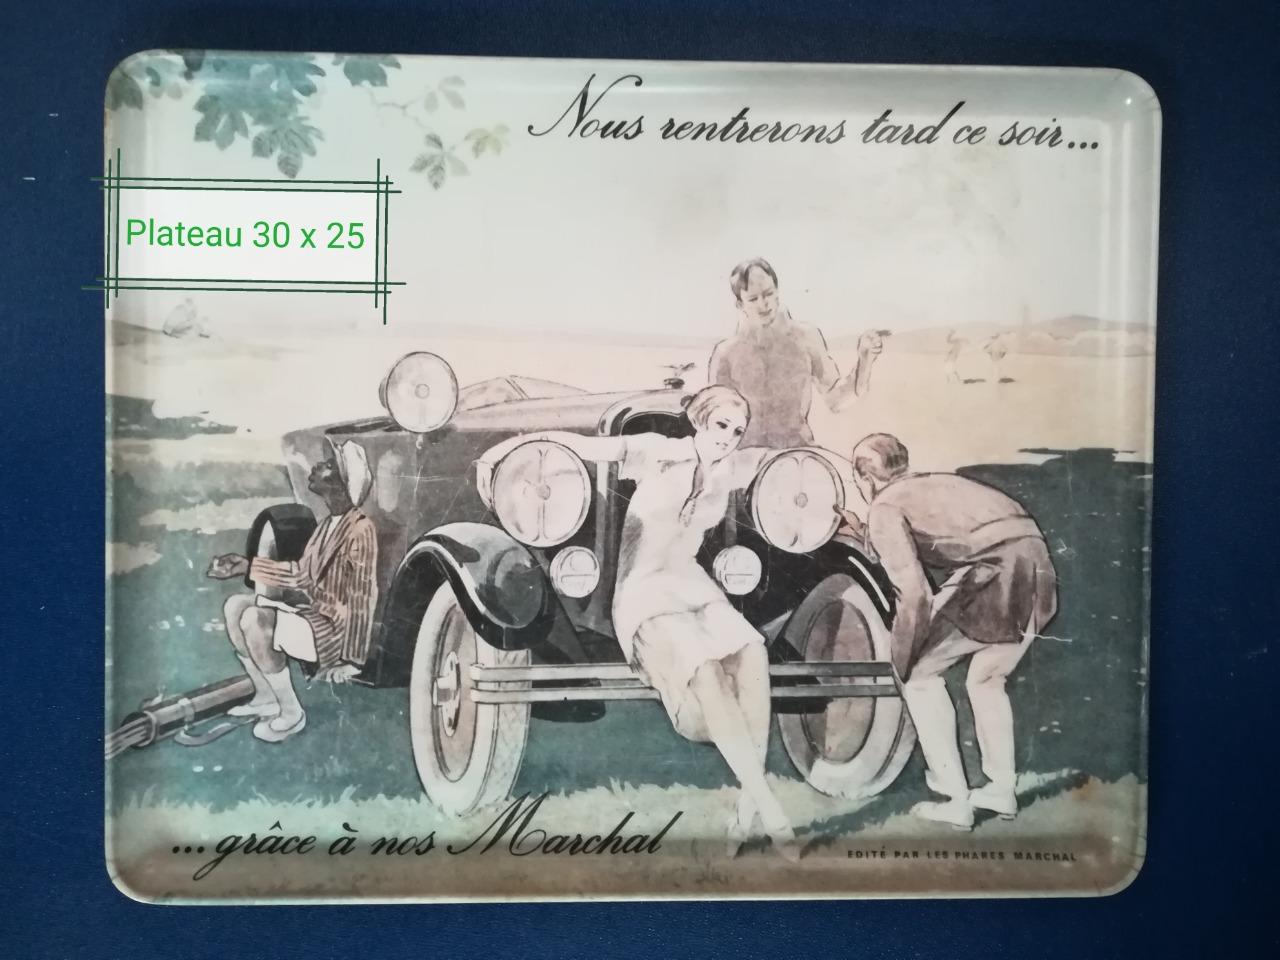 Nous rentrerons tard ce soir...
Plateau 30 x 25
...grâce à nos Marchal
EDITÉ PAR LES PHARES MARCHAL